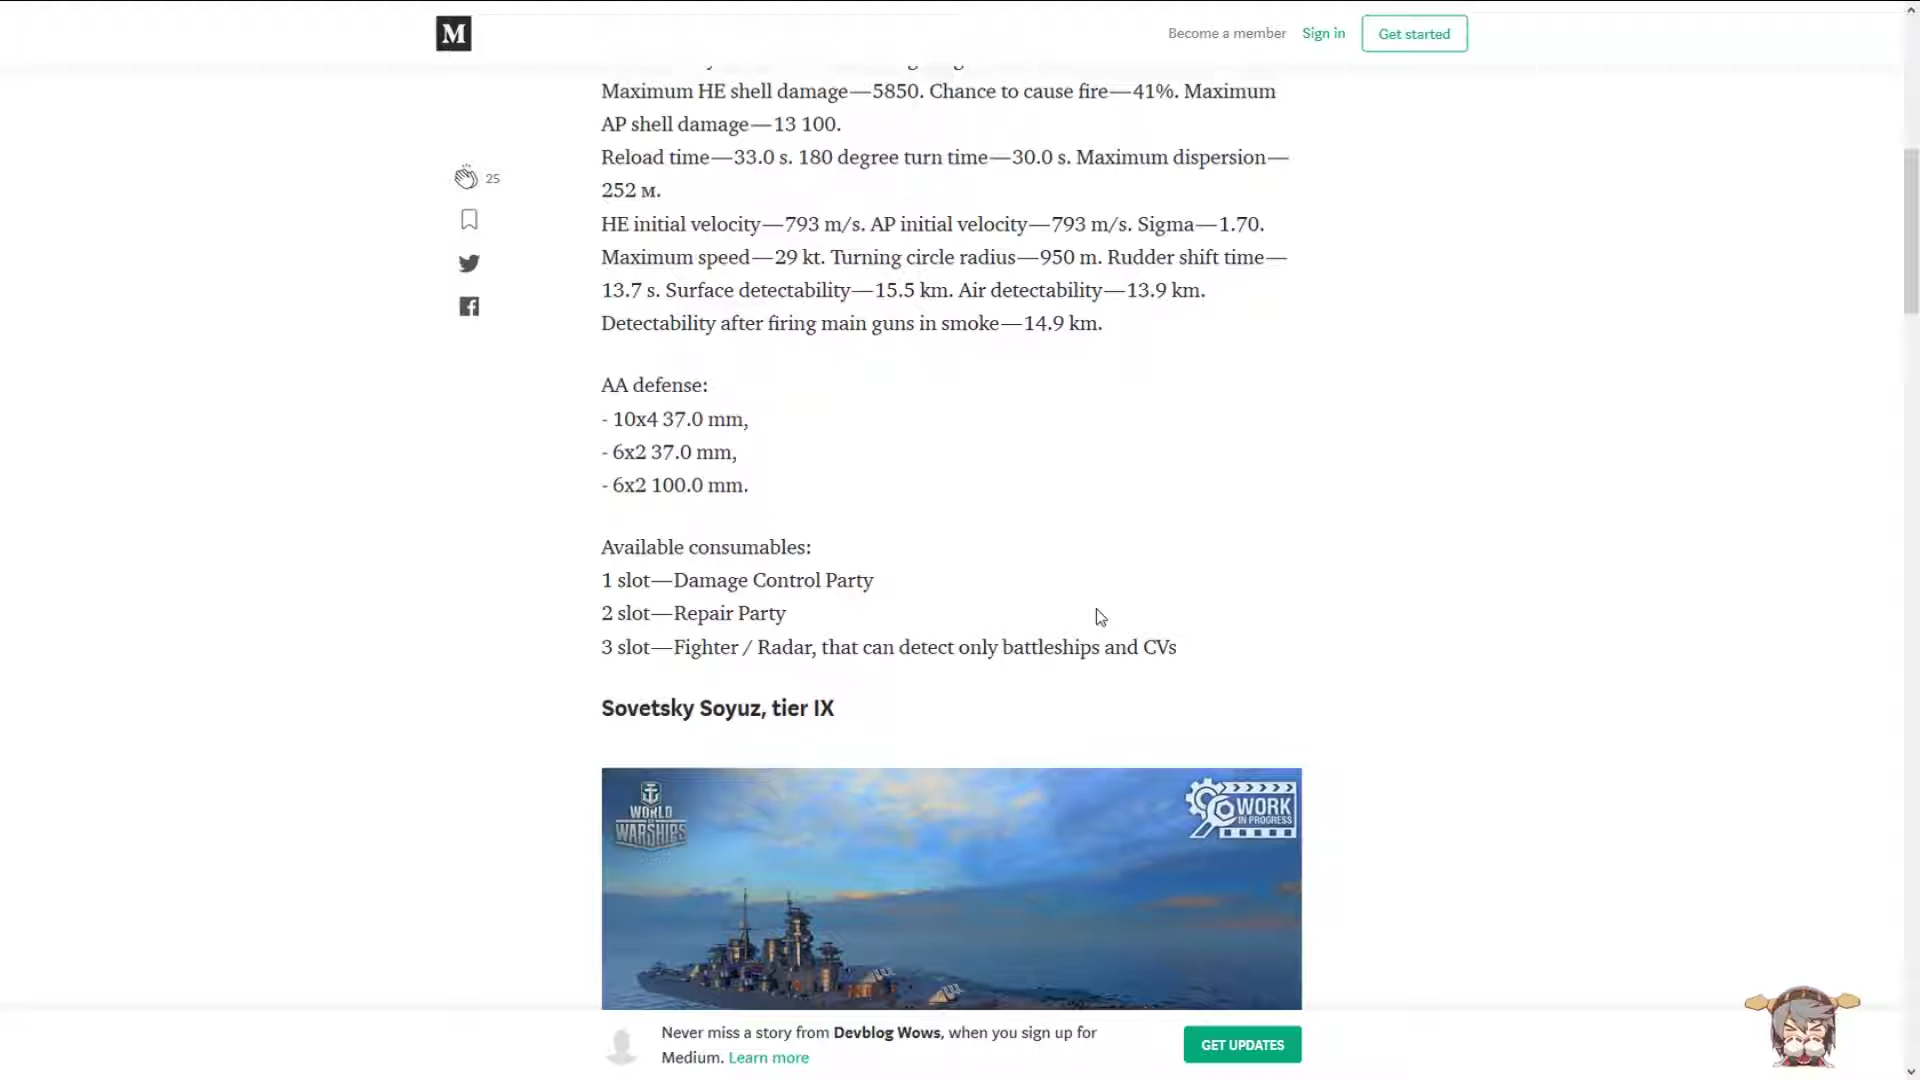 M
Become a member
Sign in
Get started
Maximum HE shell damage—5850. Chance to cause fire—41%. Maximum
AP shell damage—13 100.
Reload time—33.0 s. 180 degree turn time—30.0 s. Maximum dispersion—
252 м.
25
HE initial velocity—793 m/s. AP initial velocity—793 m/s. Sigma—1.70.
Maximum speed—29 kt. Turning circle radius—950 m. Rudder shift time—
13.7 s. Surface detectability—15.5 km. Air detectability—13.9 km.
Detectability after firing main guns in smoke—14.9 km.
AA defense:
- 10x4 37.0 mm,
- 6x2 37.0 mm,
- 6x2 100.0 mm.
Available consumables:
1 slot—Damage Control Party
2 slot—Repair Party
3 slot—Fighter / Radar, that can detect only battleships and CVs
Sovetsky Soyuz, tier IX
WORLD
OF
WARSHIPS
WORK
IN PROGRESS
Never miss a story from Devblog Wows, when you sign up for
Medium. Learn more
GET UPDATES